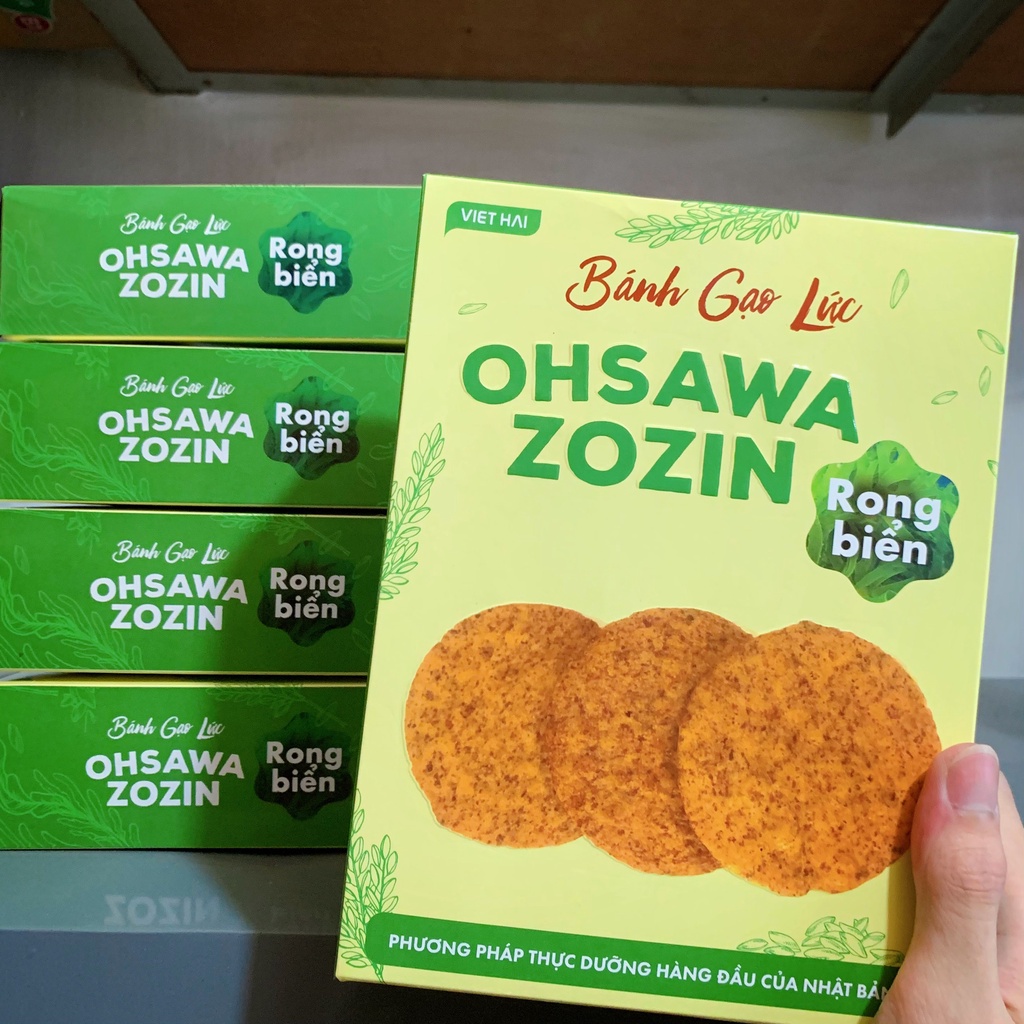 Bánh Gạo Lức
OHSAWA
ZOZIN
Rong
biển
Bánh Gạo Lức
OHSAWA
ZOZIN
Rong
biển
Bánh Gạo Lức
OHSAWA
ZOZIN
Rong
biển
Bánh Gạo Lức
OHSAWA
ZOZIN
Rong
biển
VIET HAI
Bánh Gạo Lức
OHSAWA
ZOZIN
Rong
biển
PHƯƠNG PHÁP THỰC DƯỠNG HÀNG ĐẦU CỦA NHẬT BẢN